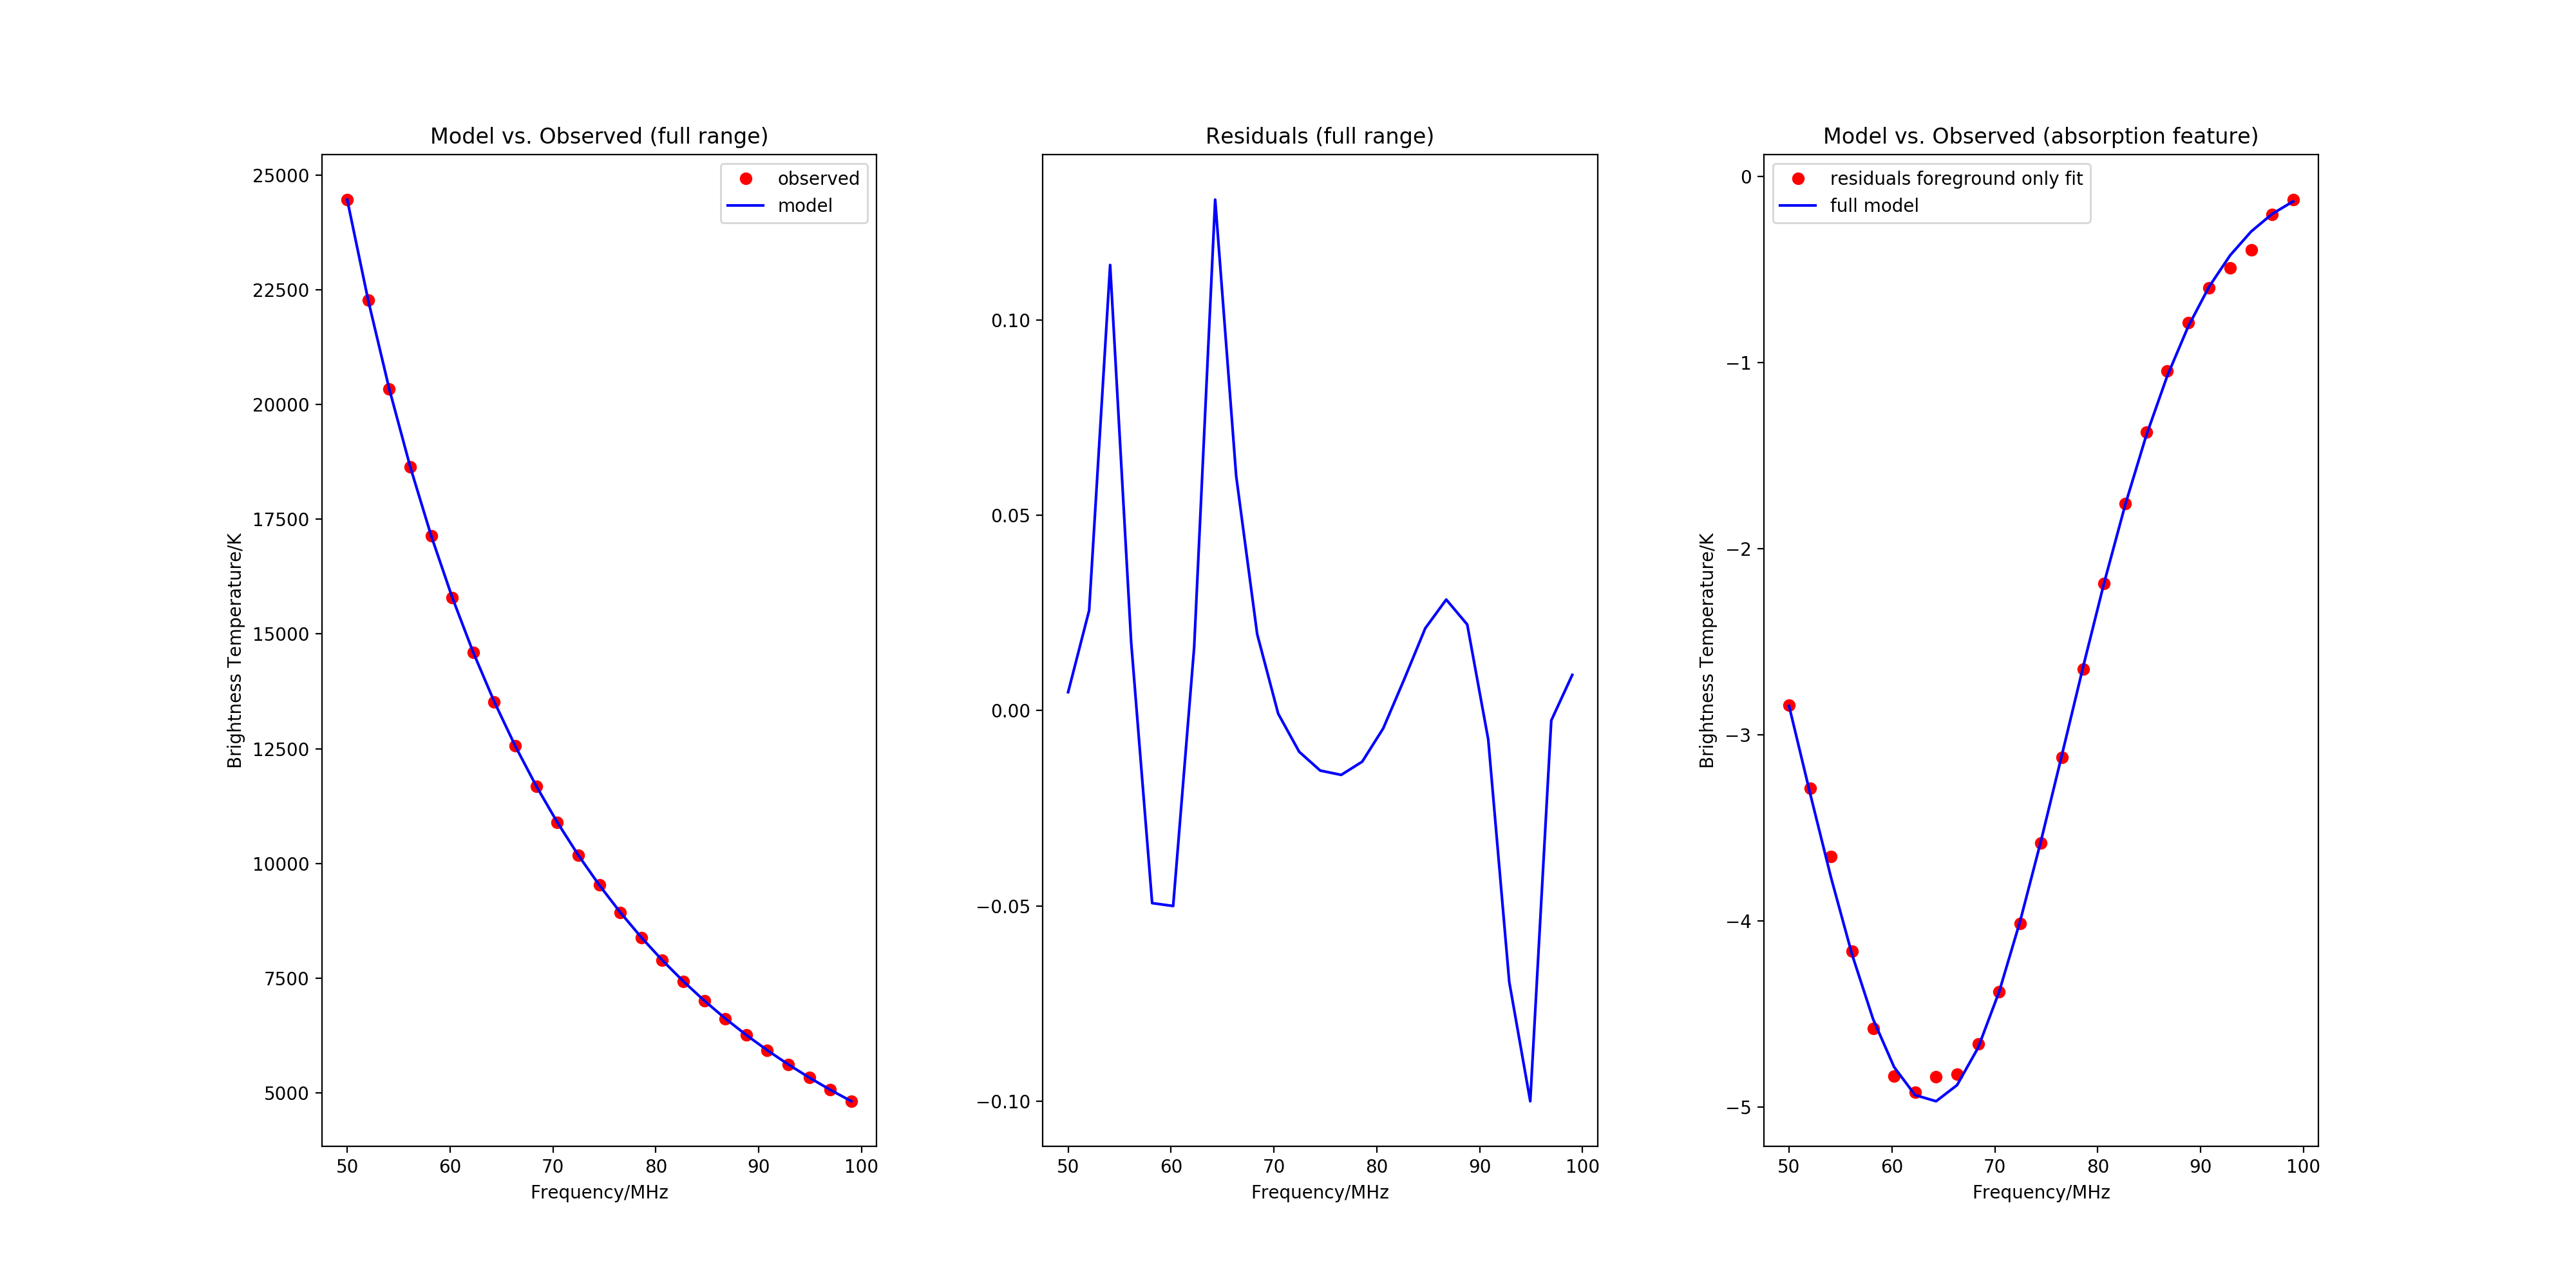 Model vs. Observed (full range)
observed
model
25000
22500
20000
17500
15000
12500
10000
7500
5000
Brightness Temperature/K
50 60 70 80 90 100
Frequency/MHz
Residuals (full range)
0.10
0.05
0.00
−0.05
−0.10
50 60 70 80 90 100
Frequency/MHz
Model vs. Observed (absorption feature)
residuals foreground only fit
full model
0
−1
−2
−3
−4
−5
Brightness Temperature/K
50 60 70 80 90 100
Frequency/MHz